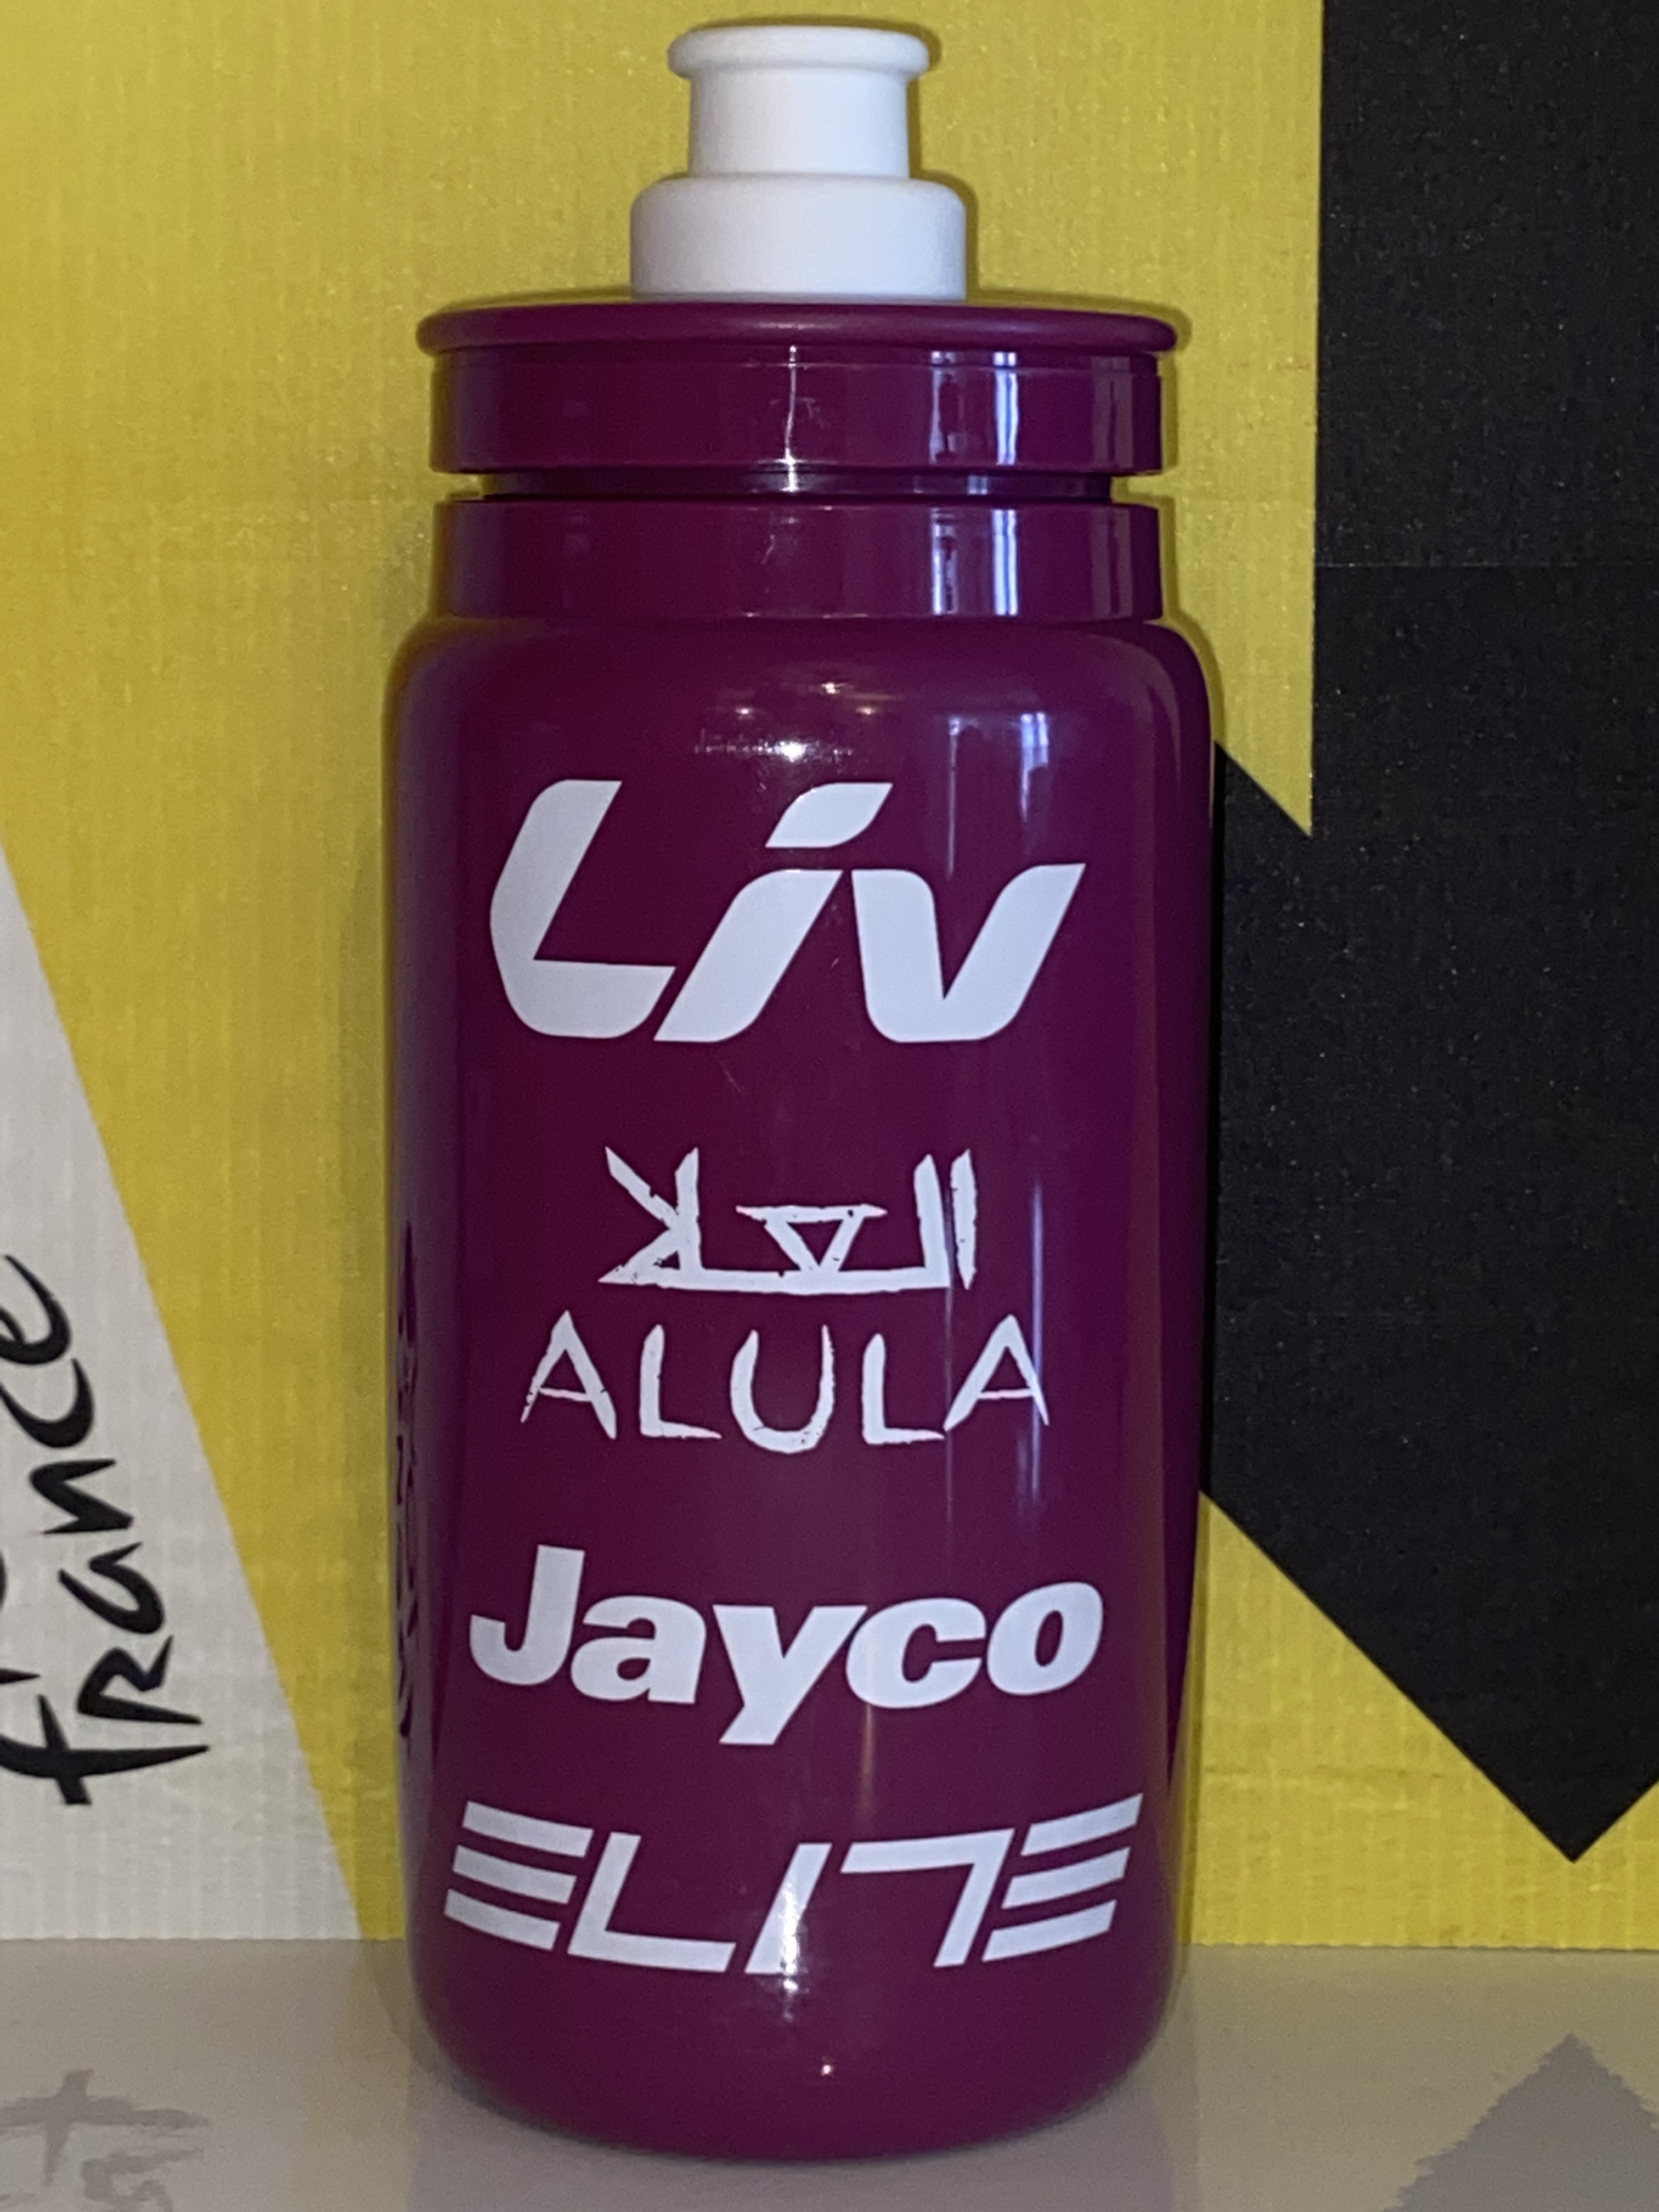 Liv
العلا
ALULA
Jayco
ELITE
france